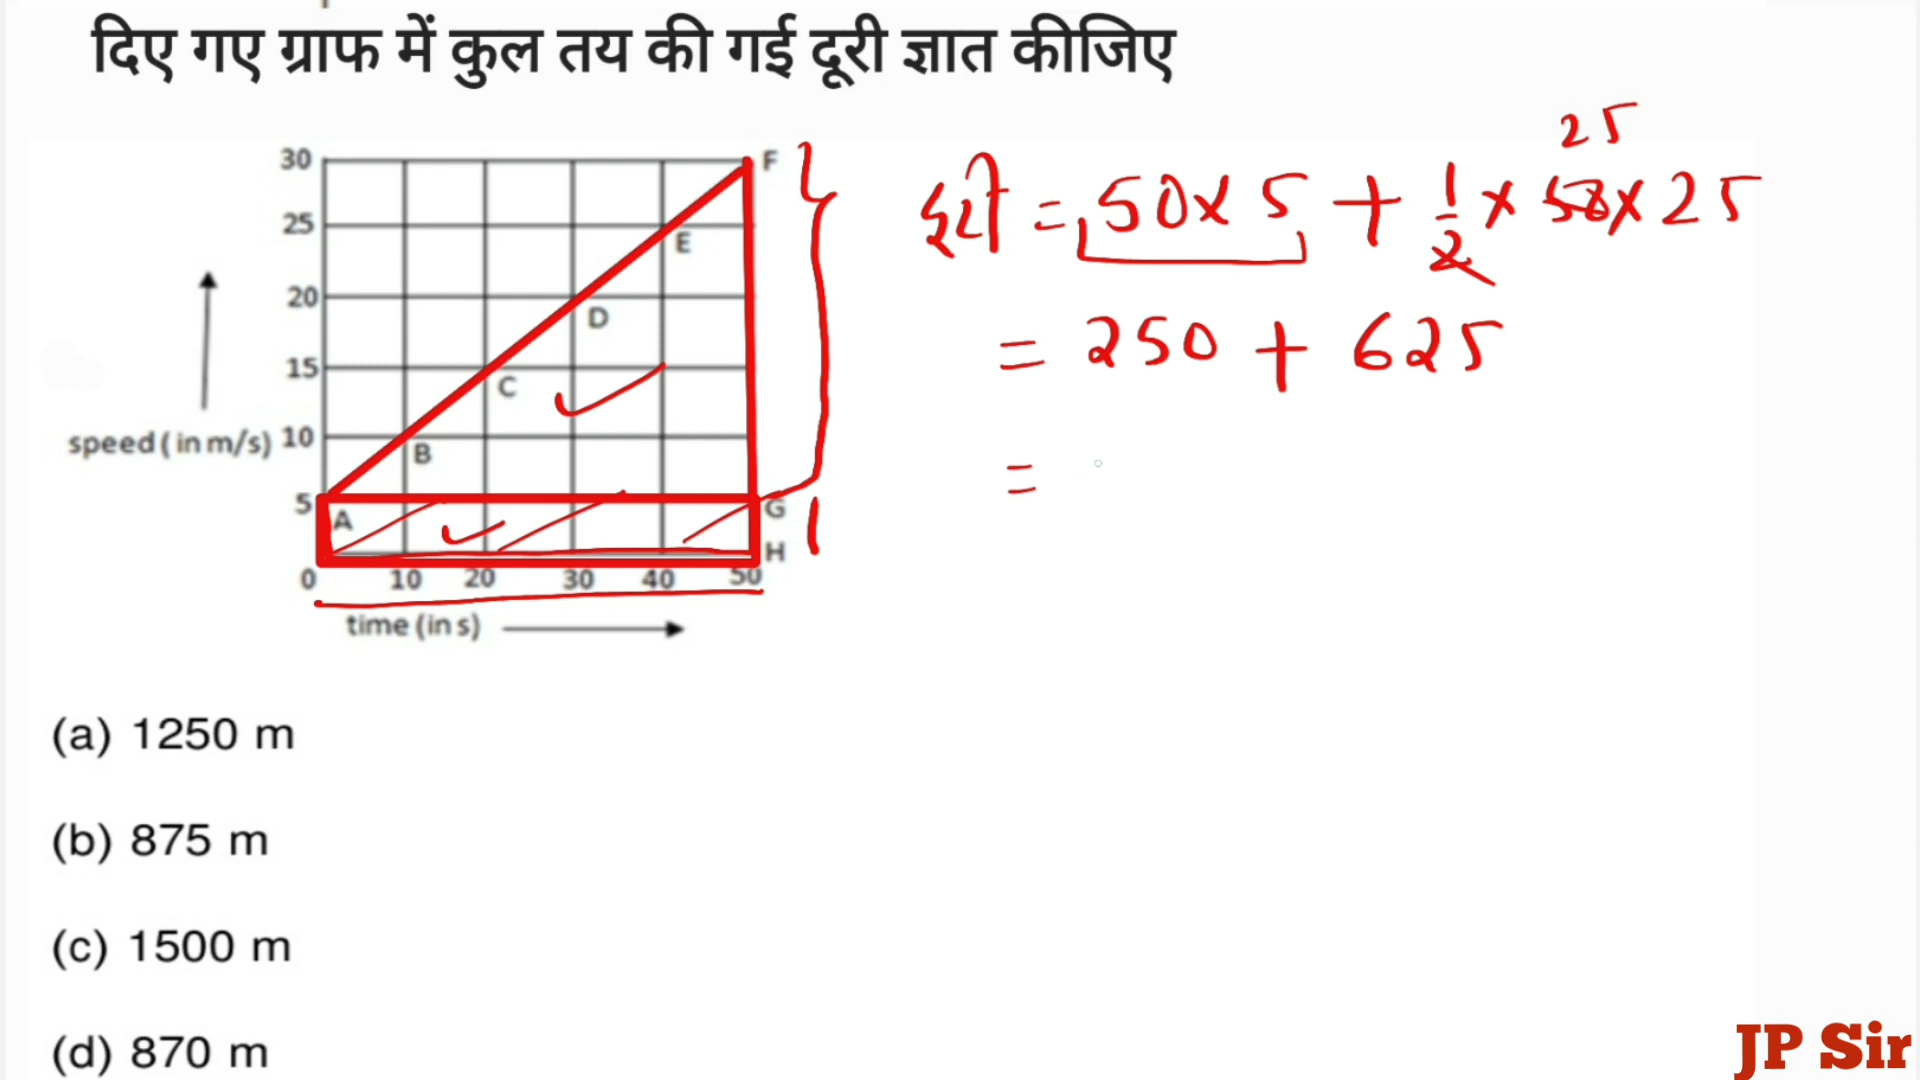 दिए गए ग्राफ में कुल तय की गई दूरी ज्ञात कीजिए
30
F
25
E
20
D
15
C
speed ( in m/s) 10
B
5
A
G
H
0 10 20 30 40 50
time (in s)
25
दूरी = 50 x 5 + 1/2 x 50 x 25
= 250 + 625
=
(a) 1250 m
(b) 875 m
(c) 1500 m
(d) 870 m
JP Sir